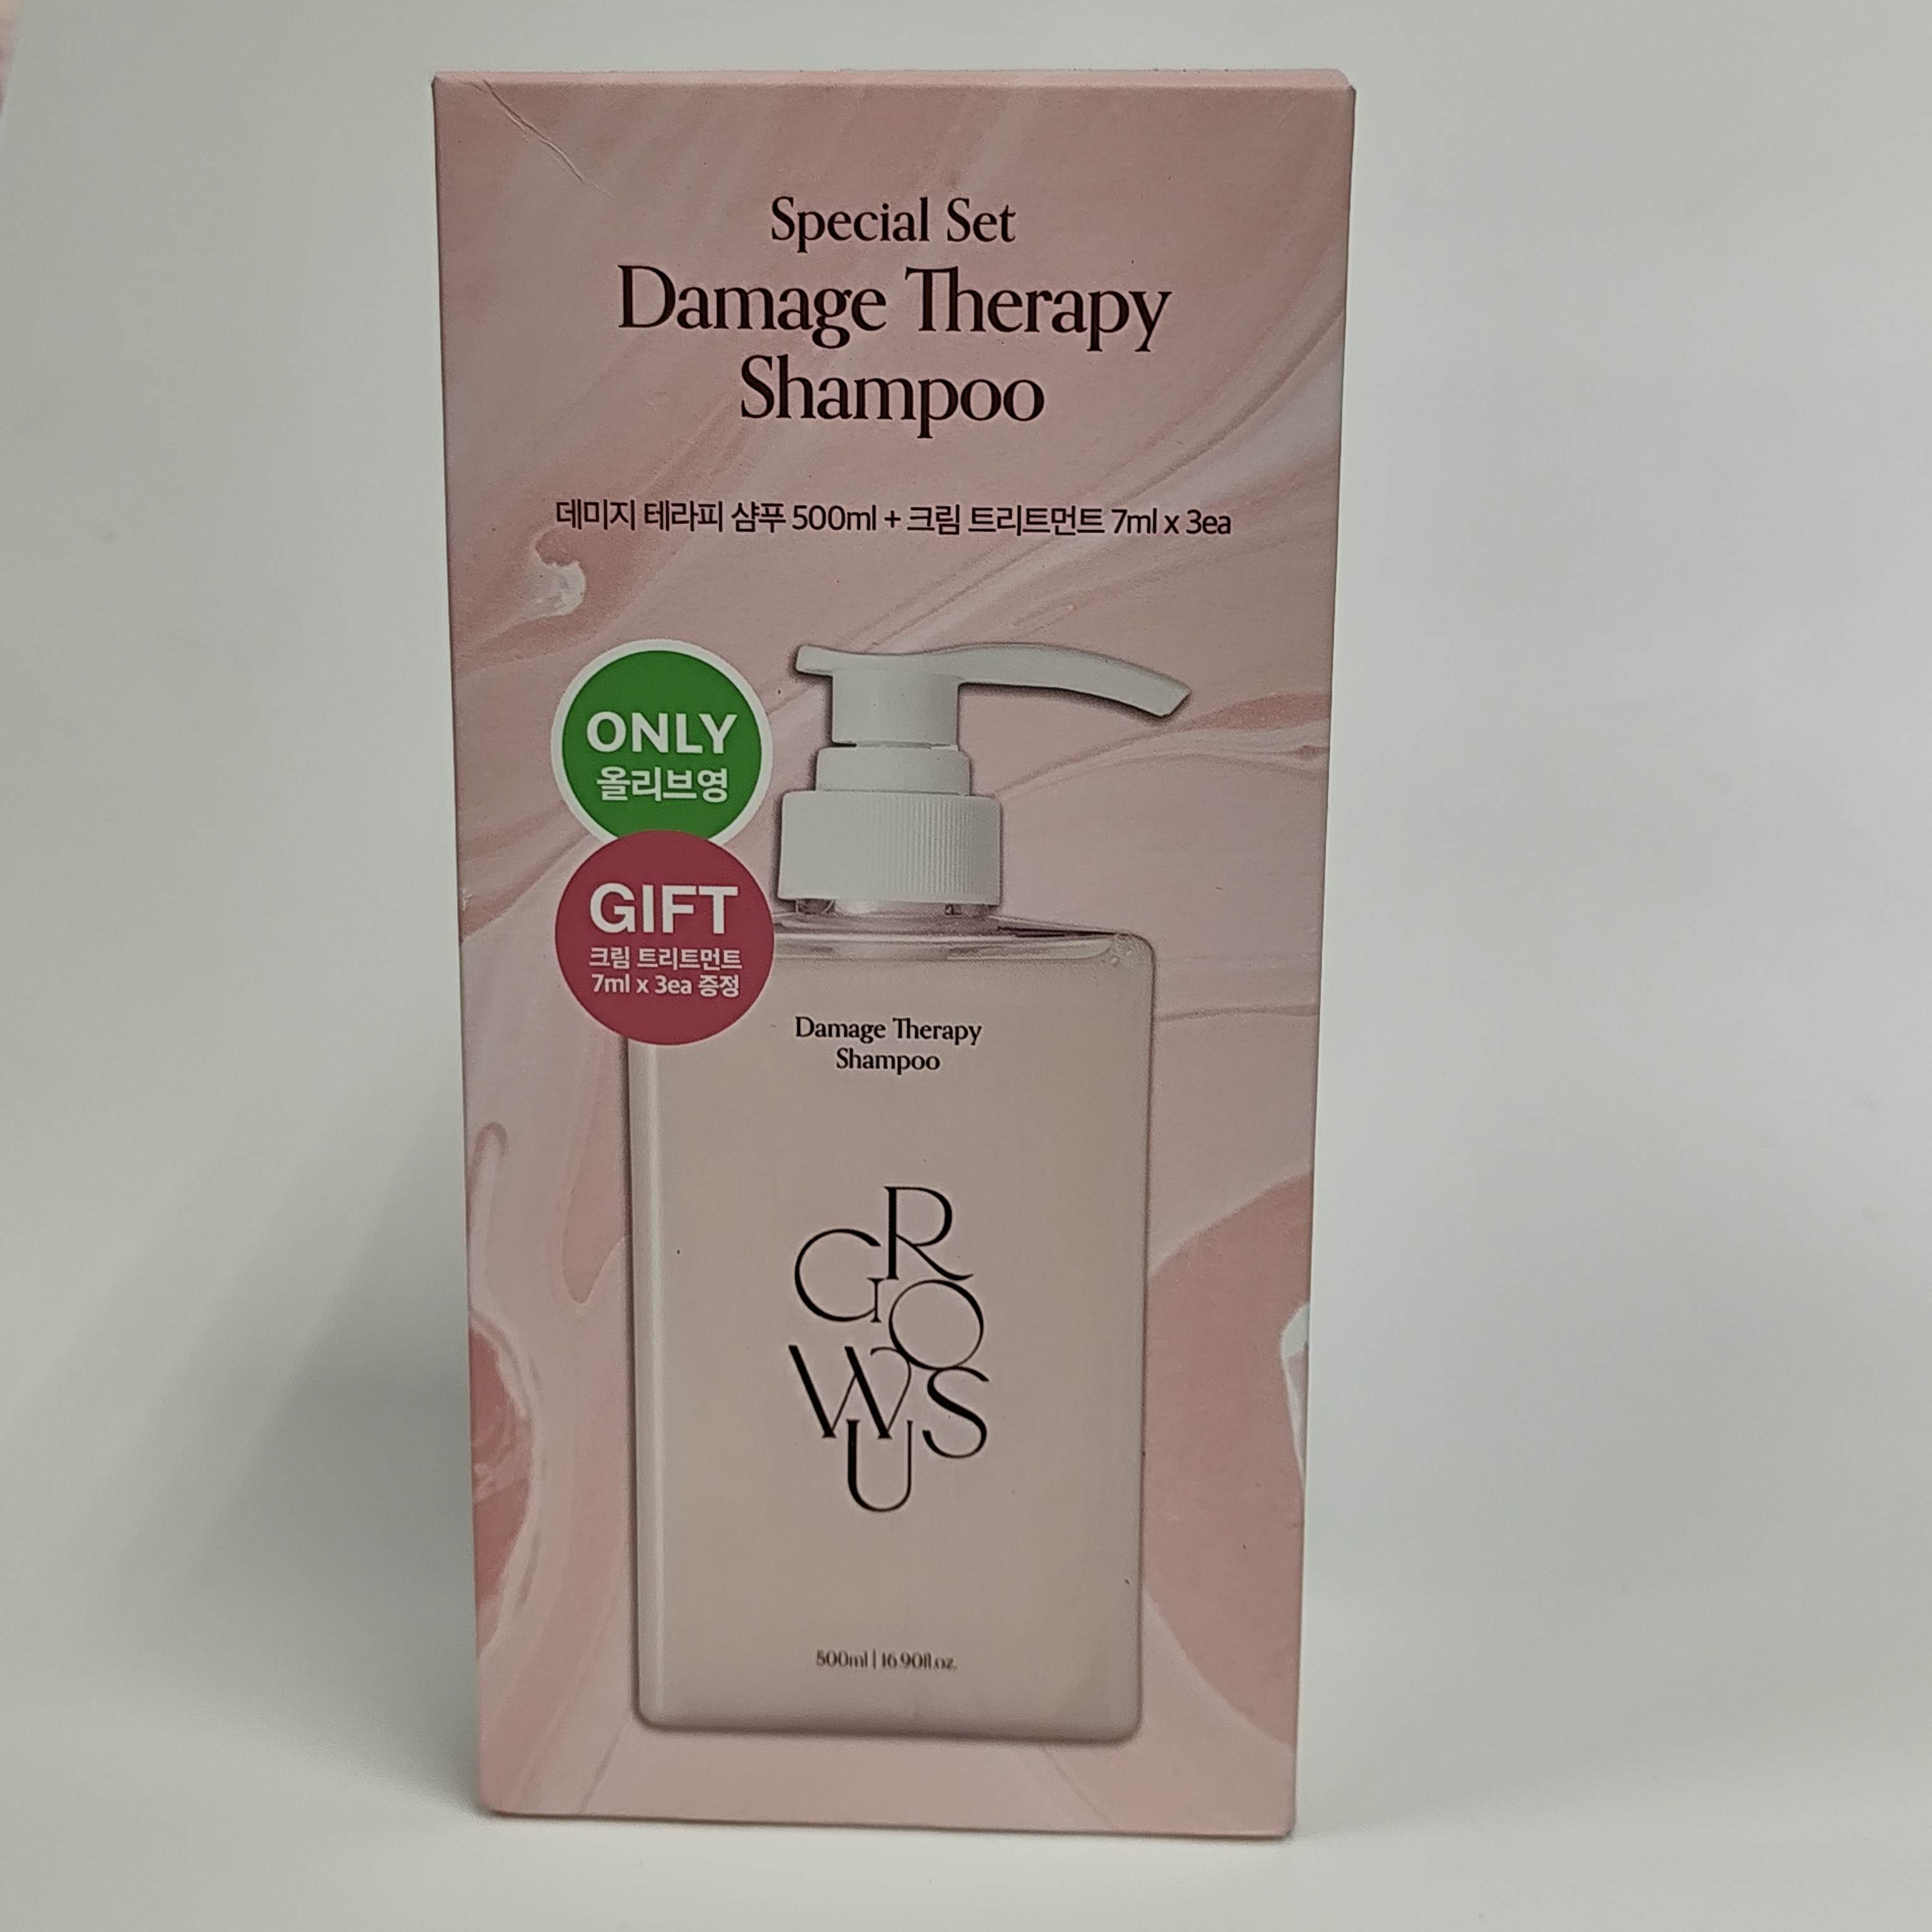 Special Set
Damage Therapy
Shampoo
데미지 테라피 샴푸 500ml + 크림 트리트먼트 7ml x 3ea
ONLY
올리브영
GIFT
크림 트리트먼트
7ml x 3ea 증정
Damage Therapy
Shampoo
GROWUS
500ml | 16.90fl.oz.